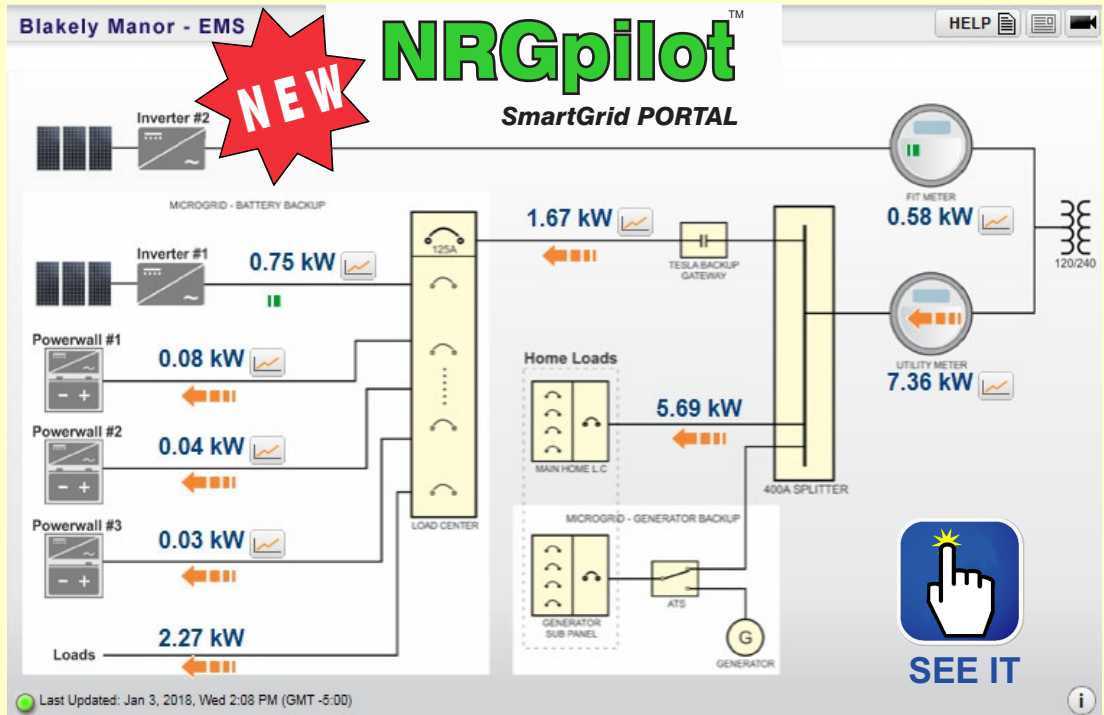 Blakely Manor - EMS
NEW
NRGpilot™
SmartGrid PORTAL
HELP
Inverter #2
FIT METER
0.58 kW
120/240
MICROGRID - BATTERY BACKUP
125A
1.67 kW
TESLA BACKUP
GATEWAY
Inverter #1
0.75 kW
UTILITY METER
7.36 kW
Powerwall #1
0.08 kW
- +
Home Loads
5.69 kW
MAIN HOME L.C
400A SPLITTER
Powerwall #2
0.04 kW
- +
LOAD CENTER
Powerwall #3
0.03 kW
- +
MICROGRID - GENERATOR BACKUP
ATS
GENERATOR
SUB PANEL
G
GENERATOR
2.27 kW
Loads
SEE IT
Last Updated: Jan 3, 2018, Wed 2:08 PM (GMT -5:00)
i